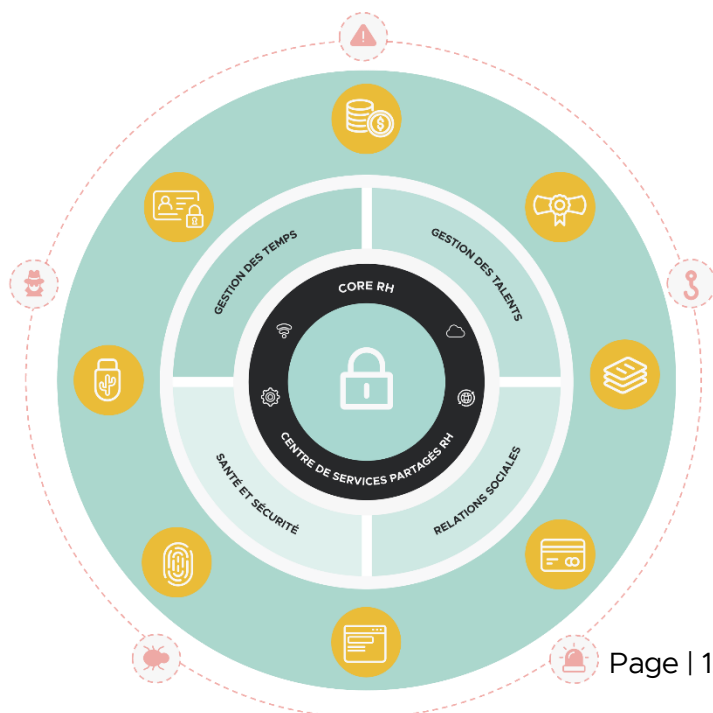 GESTION DES TEMPS
GESTION DES TALENTS
CORE RH
CENTRE DE SERVICES PARTAGÉS RH
SANTÉ ET SÉCURITÉ
RELATIONS SOCIALES
Page | 1